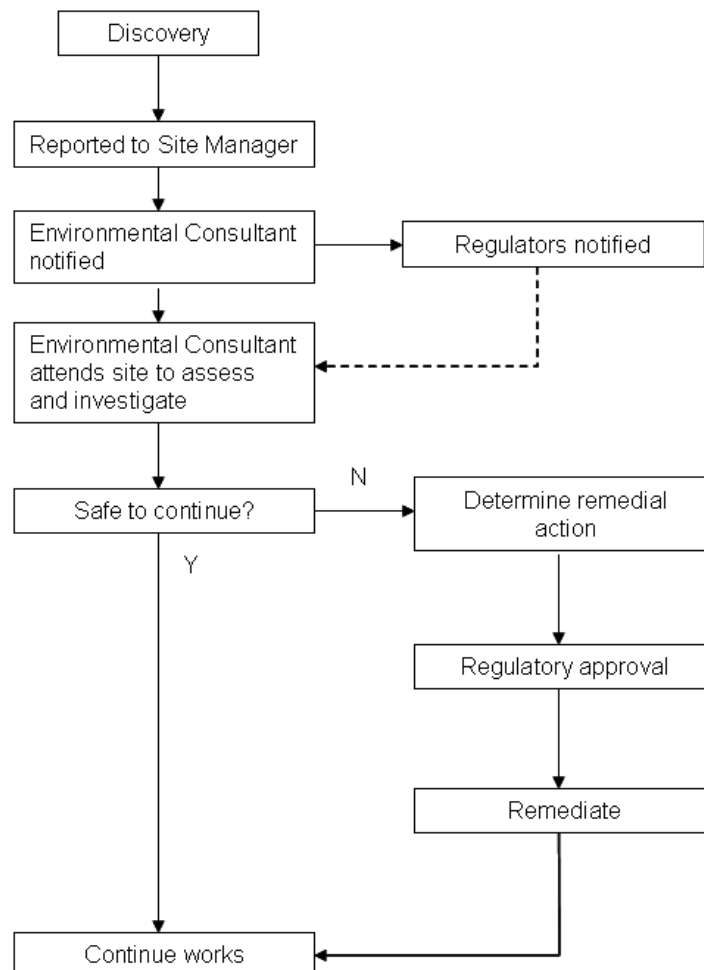 Discovery
Reported to Site Manager
Environmental Consultant
notified
Regulators notified
Environmental Consultant
attends site to assess
and investigate
Safe to continue?
N
Determine remedial
action
Y
Regulatory approval
Remediate
Continue works